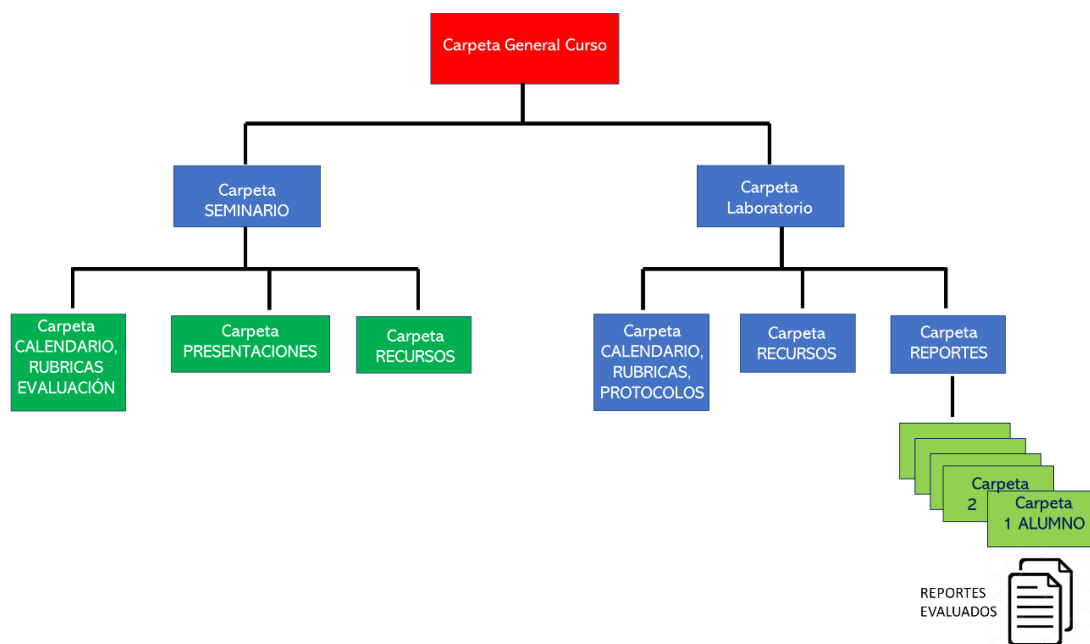 Carpeta General Curso
Carpeta
SEMINARIO
Carpeta
Laboratorio
Carpeta
CALENDARIO,
RUBRICAS
EVALUACIÓN
Carpeta
PRESENTACIONES
Carpeta
RECURSOS
Carpeta
CALENDARIO,
RUBRICAS,
PROTOCOLOS
Carpeta
RECURSOS
Carpeta
REPORTES
Carpeta
2
Carpeta
1 ALUMNO
REPORTES
EVALUADOS